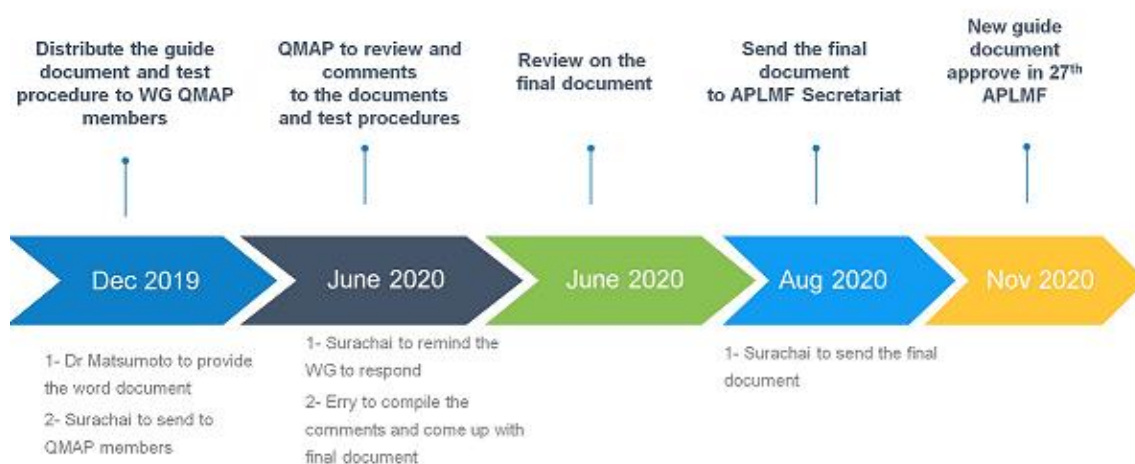 Distribute the guide
document and test
procedure to WG QMAP
members
QMAP to review and
comments
to the documents
and test procedures
Review on the
final document
Send the final
document
to APLMF Secretariat
New guide
document
approve in 27th
APLMF
Dec 2019
June 2020
June 2020
Aug 2020
Nov 2020
1- Dr Matsumoto to provide
the word document
2- Surachai to send to
QMAP members
1- Surachai to remind the
WG to respond
2- Erry to compile the
comments and come up with
final document
1- Surachai to send the final
document